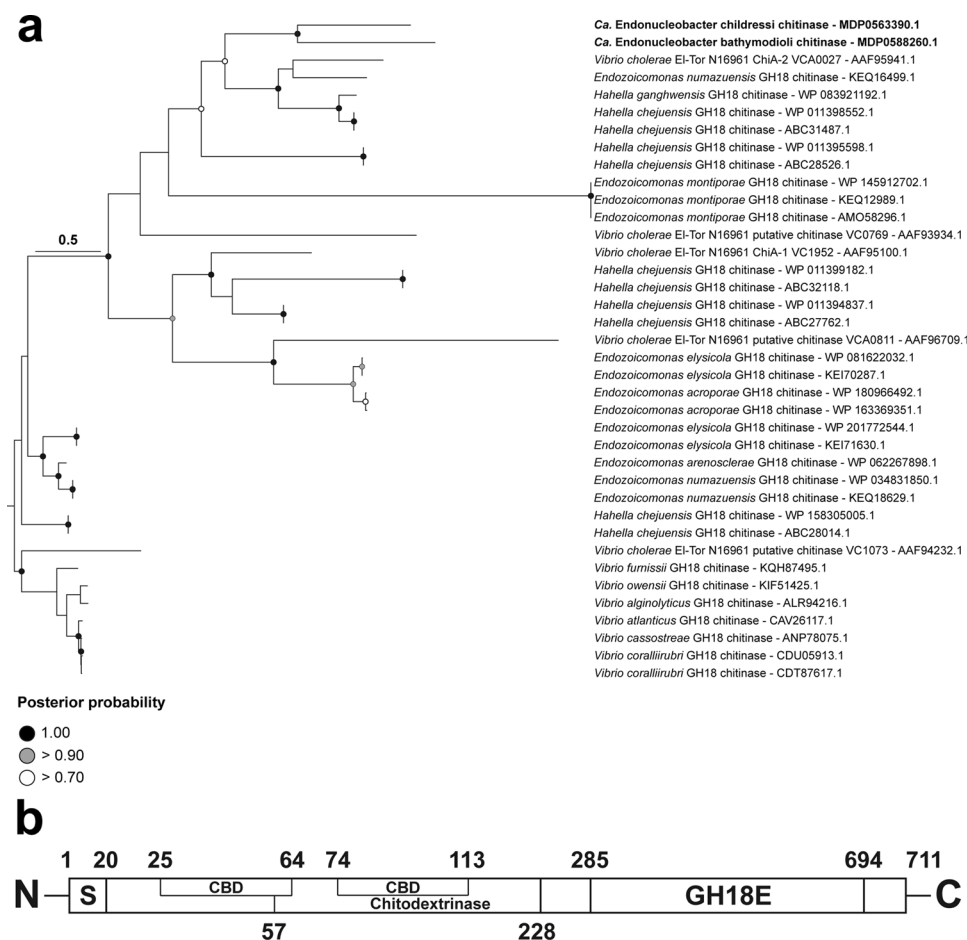 a
Ca. Endonucleobacter childressi chitinase - MDP0563390.1
Ca. Endonucleobacter bathymodioli chitinase - MDP0588260.1
Vibrio cholerae El-Tor N16961 ChiA-2 VCA0027 - AAF95941.1
Endozoicomonas numazuensis GH18 chitinase - KEQ16499.1
Hahella ganghwensis GH18 chitinase - WP 083921192.1
Hahella chejuensis GH18 chitinase - WP 011398552.1
Hahella chejuensis GH18 chitinase - ABC31487.1
Hahella chejuensis GH18 chitinase - WP 011395598.1
Hahella chejuensis GH18 chitinase - ABC28526.1
Endozoicomonas montiporae GH18 chitinase - WP 145912702.1
Endozoicomonas montiporae GH18 chitinase - KEQ12989.1
Endozoicomonas montiporae GH18 chitinase - AMO58296.1
Vibrio cholerae El-Tor N16961 putative chitinase VC0769 - AAF93934.1
0.5
Vibrio cholerae El-Tor N16961 ChiA-1 VC1952 - AAF95100.1
Hahella chejuensis GH18 chitinase - WP 011399182.1
Hahella chejuensis GH18 chitinase - ABC32118.1
Hahella chejuensis GH18 chitinase - WP 011394837.1
Hahella chejuensis GH18 chitinase - ABC27762.1
Vibrio cholerae El-Tor N16961 putative chitinase VCA0811 - AAF96709.1
Endozoicomonas elysicola GH18 chitinase - WP 081622032.1
Endozoicomonas elysicola GH18 chitinase - KEI70287.1
Endozoicomonas acroporae GH18 chitinase - WP 180966492.1
Endozoicomonas acroporae GH18 chitinase - WP 163369351.1
Endozoicomonas elysicola GH18 chitinase - WP 201772544.1
Endozoicomonas elysicola GH18 chitinase - KEI71630.1
Endozoicomonas arenosclerae GH18 chitinase - WP 062267898.1
Endozoicomonas numazuensis GH18 chitinase - WP 034831850.1
Endozoicomonas numazuensis GH18 chitinase - KEQ18629.1
Hahella chejuensis GH18 chitinase - WP 158305005.1
Hahella chejuensis GH18 chitinase - ABC28014.1
Vibrio cholerae El-Tor N16961 putative chitinase VC1073 - AAF94232.1
Vibrio furnissii GH18 chitinase - KQH87495.1
Vibrio owensii GH18 chitinase - KIF51425.1
Vibrio alginolyticus GH18 chitinase - ALR94216.1
Vibrio atlanticus GH18 chitinase - CAV26117.1
Vibrio cassostreae GH18 chitinase - ANP78075.1
Vibrio coralliirubri GH18 chitinase - CDU05913.1
Vibrio coralliirubri GH18 chitinase - CDT87617.1
Posterior probability
1.00
> 0.90
> 0.70
b
1 20 25 64 74 113 285 694 711
N S CBD CBD GH18E C
Chitodextrinase
57 228